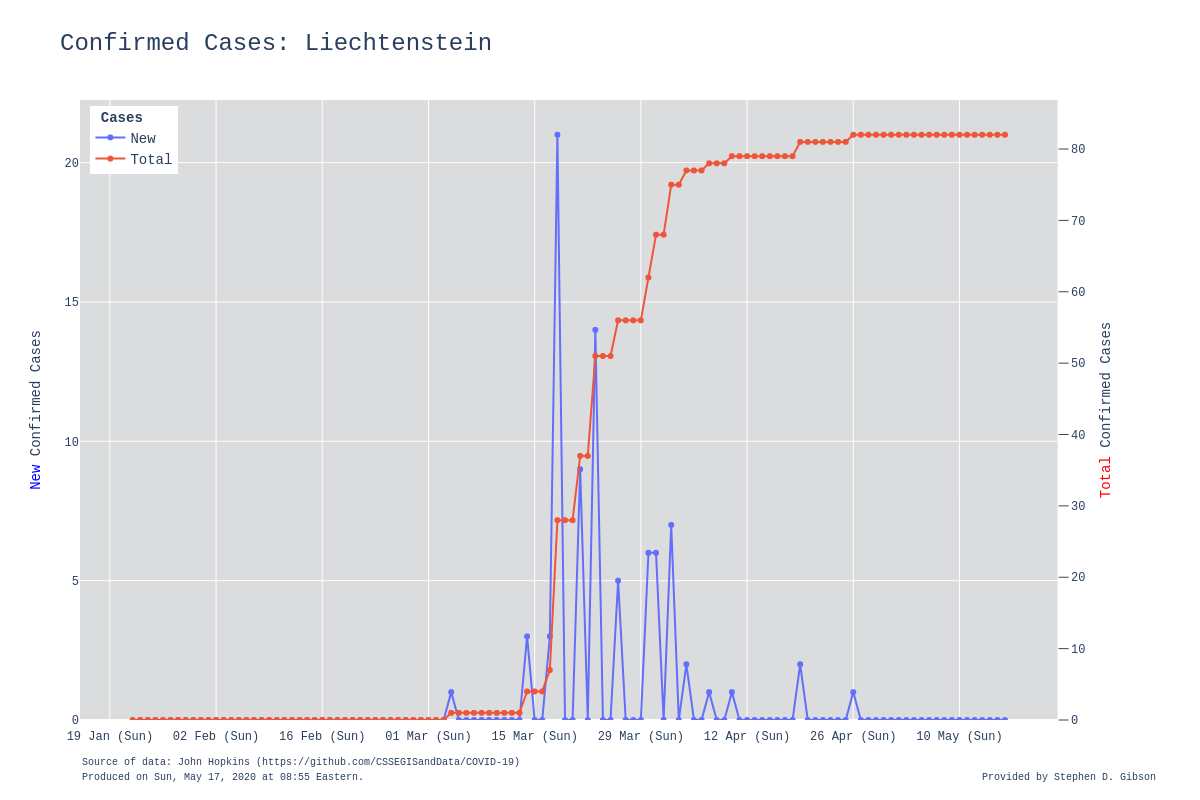 Confirmed Cases: Liechtenstein
Cases
New
Total
20
15
10
5
0
80
70
60
50
40
30
20
10
0
New Confirmed Cases
Total Confirmed Cases
19 Jan (Sun) 02 Feb (Sun) 16 Feb (Sun) 01 Mar (Sun) 15 Mar (Sun) 29 Mar (Sun) 12 Apr (Sun) 26 Apr (Sun) 10 May (Sun)
Source of data: John Hopkins (https://github.com/CSSEGISandData/COVID-19)
Produced on Sun, May 17, 2020 at 08:55 Eastern.
Provided by Stephen D. Gibson